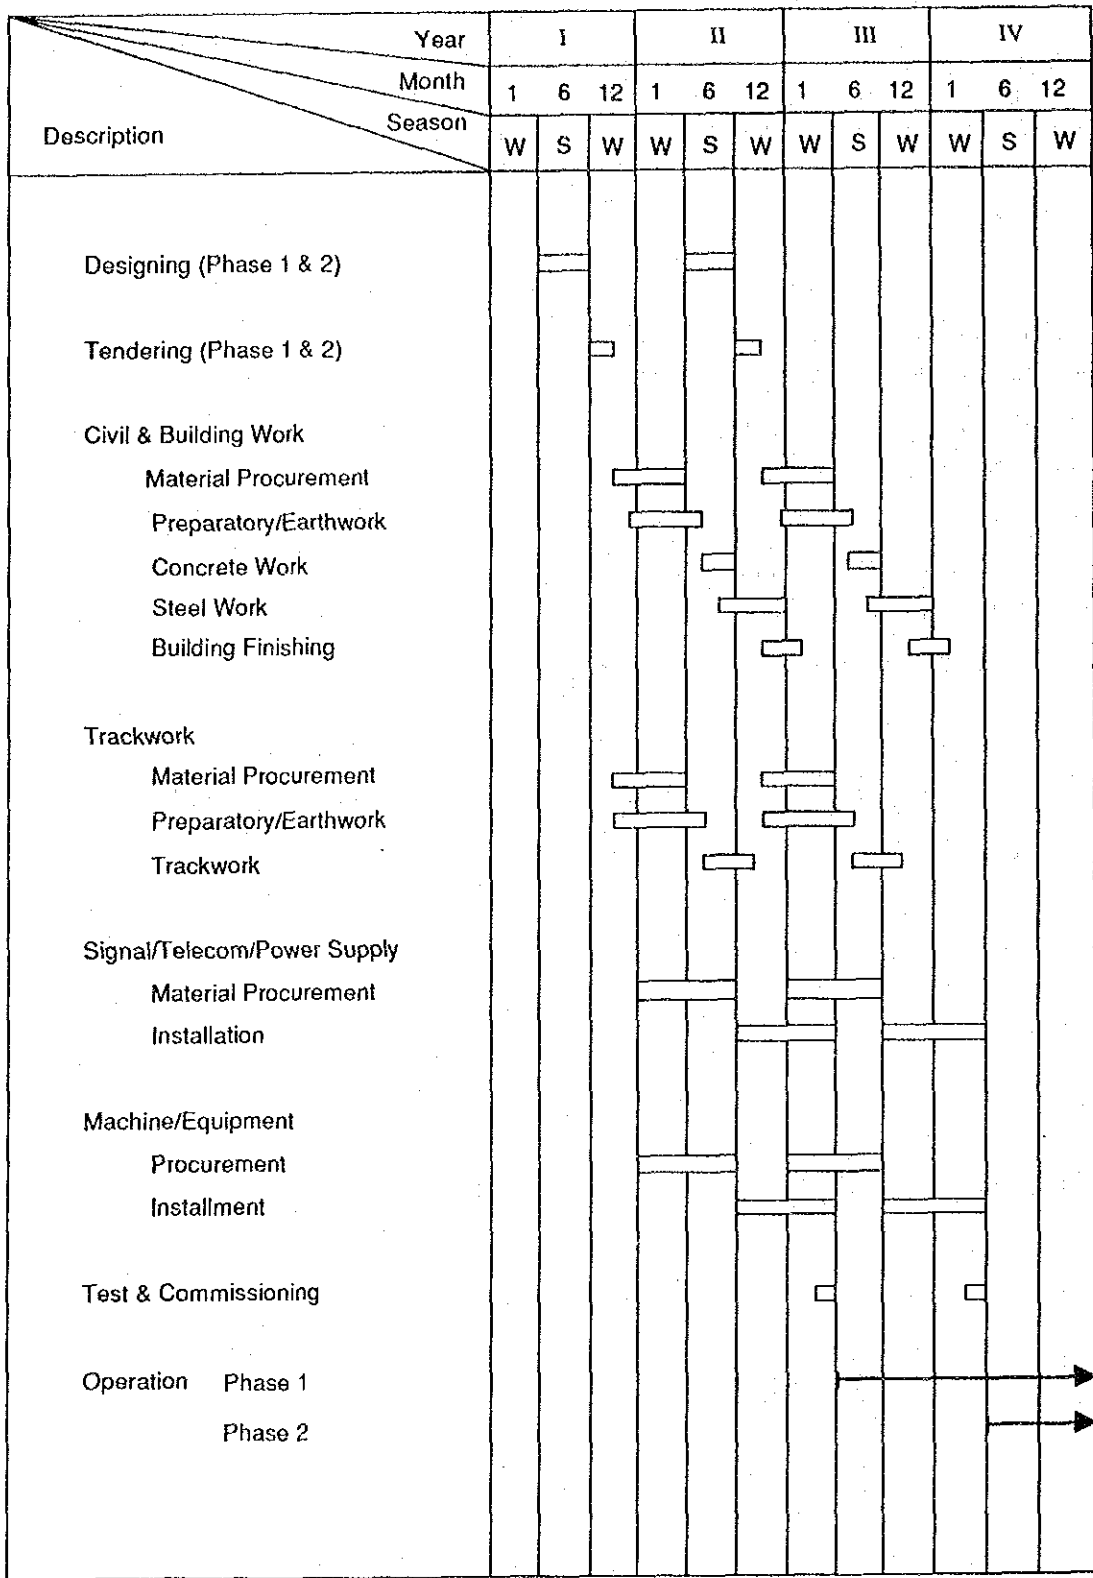 Year I II III IV
Month 1 6 12 1 6 12 1 6 12 1 6 12
Season W S W W S W W S W W S W
Description
Designing (Phase 1 & 2)
Tendering (Phase 1 & 2)
Civil & Building Work
Material Procurement
Preparatory/Earthwork
Concrete Work
Steel Work
Building Finishing
Trackwork
Material Procurement
Preparatory/Earthwork
Trackwork
Signal/Telecom/Power Supply
Material Procurement
Installation
Machine/Equipment
Procurement
Installment
Test & Commissioning
Operation Phase 1
Phase 2